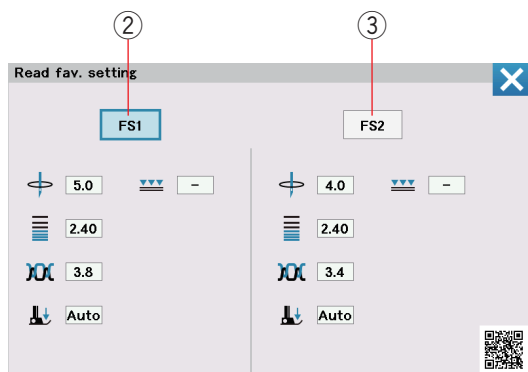 ② ③
Read fav. setting
FS1 FS2
5.0 - 4.0 -
2.40 2.40
3.8 3.4
Auto Auto